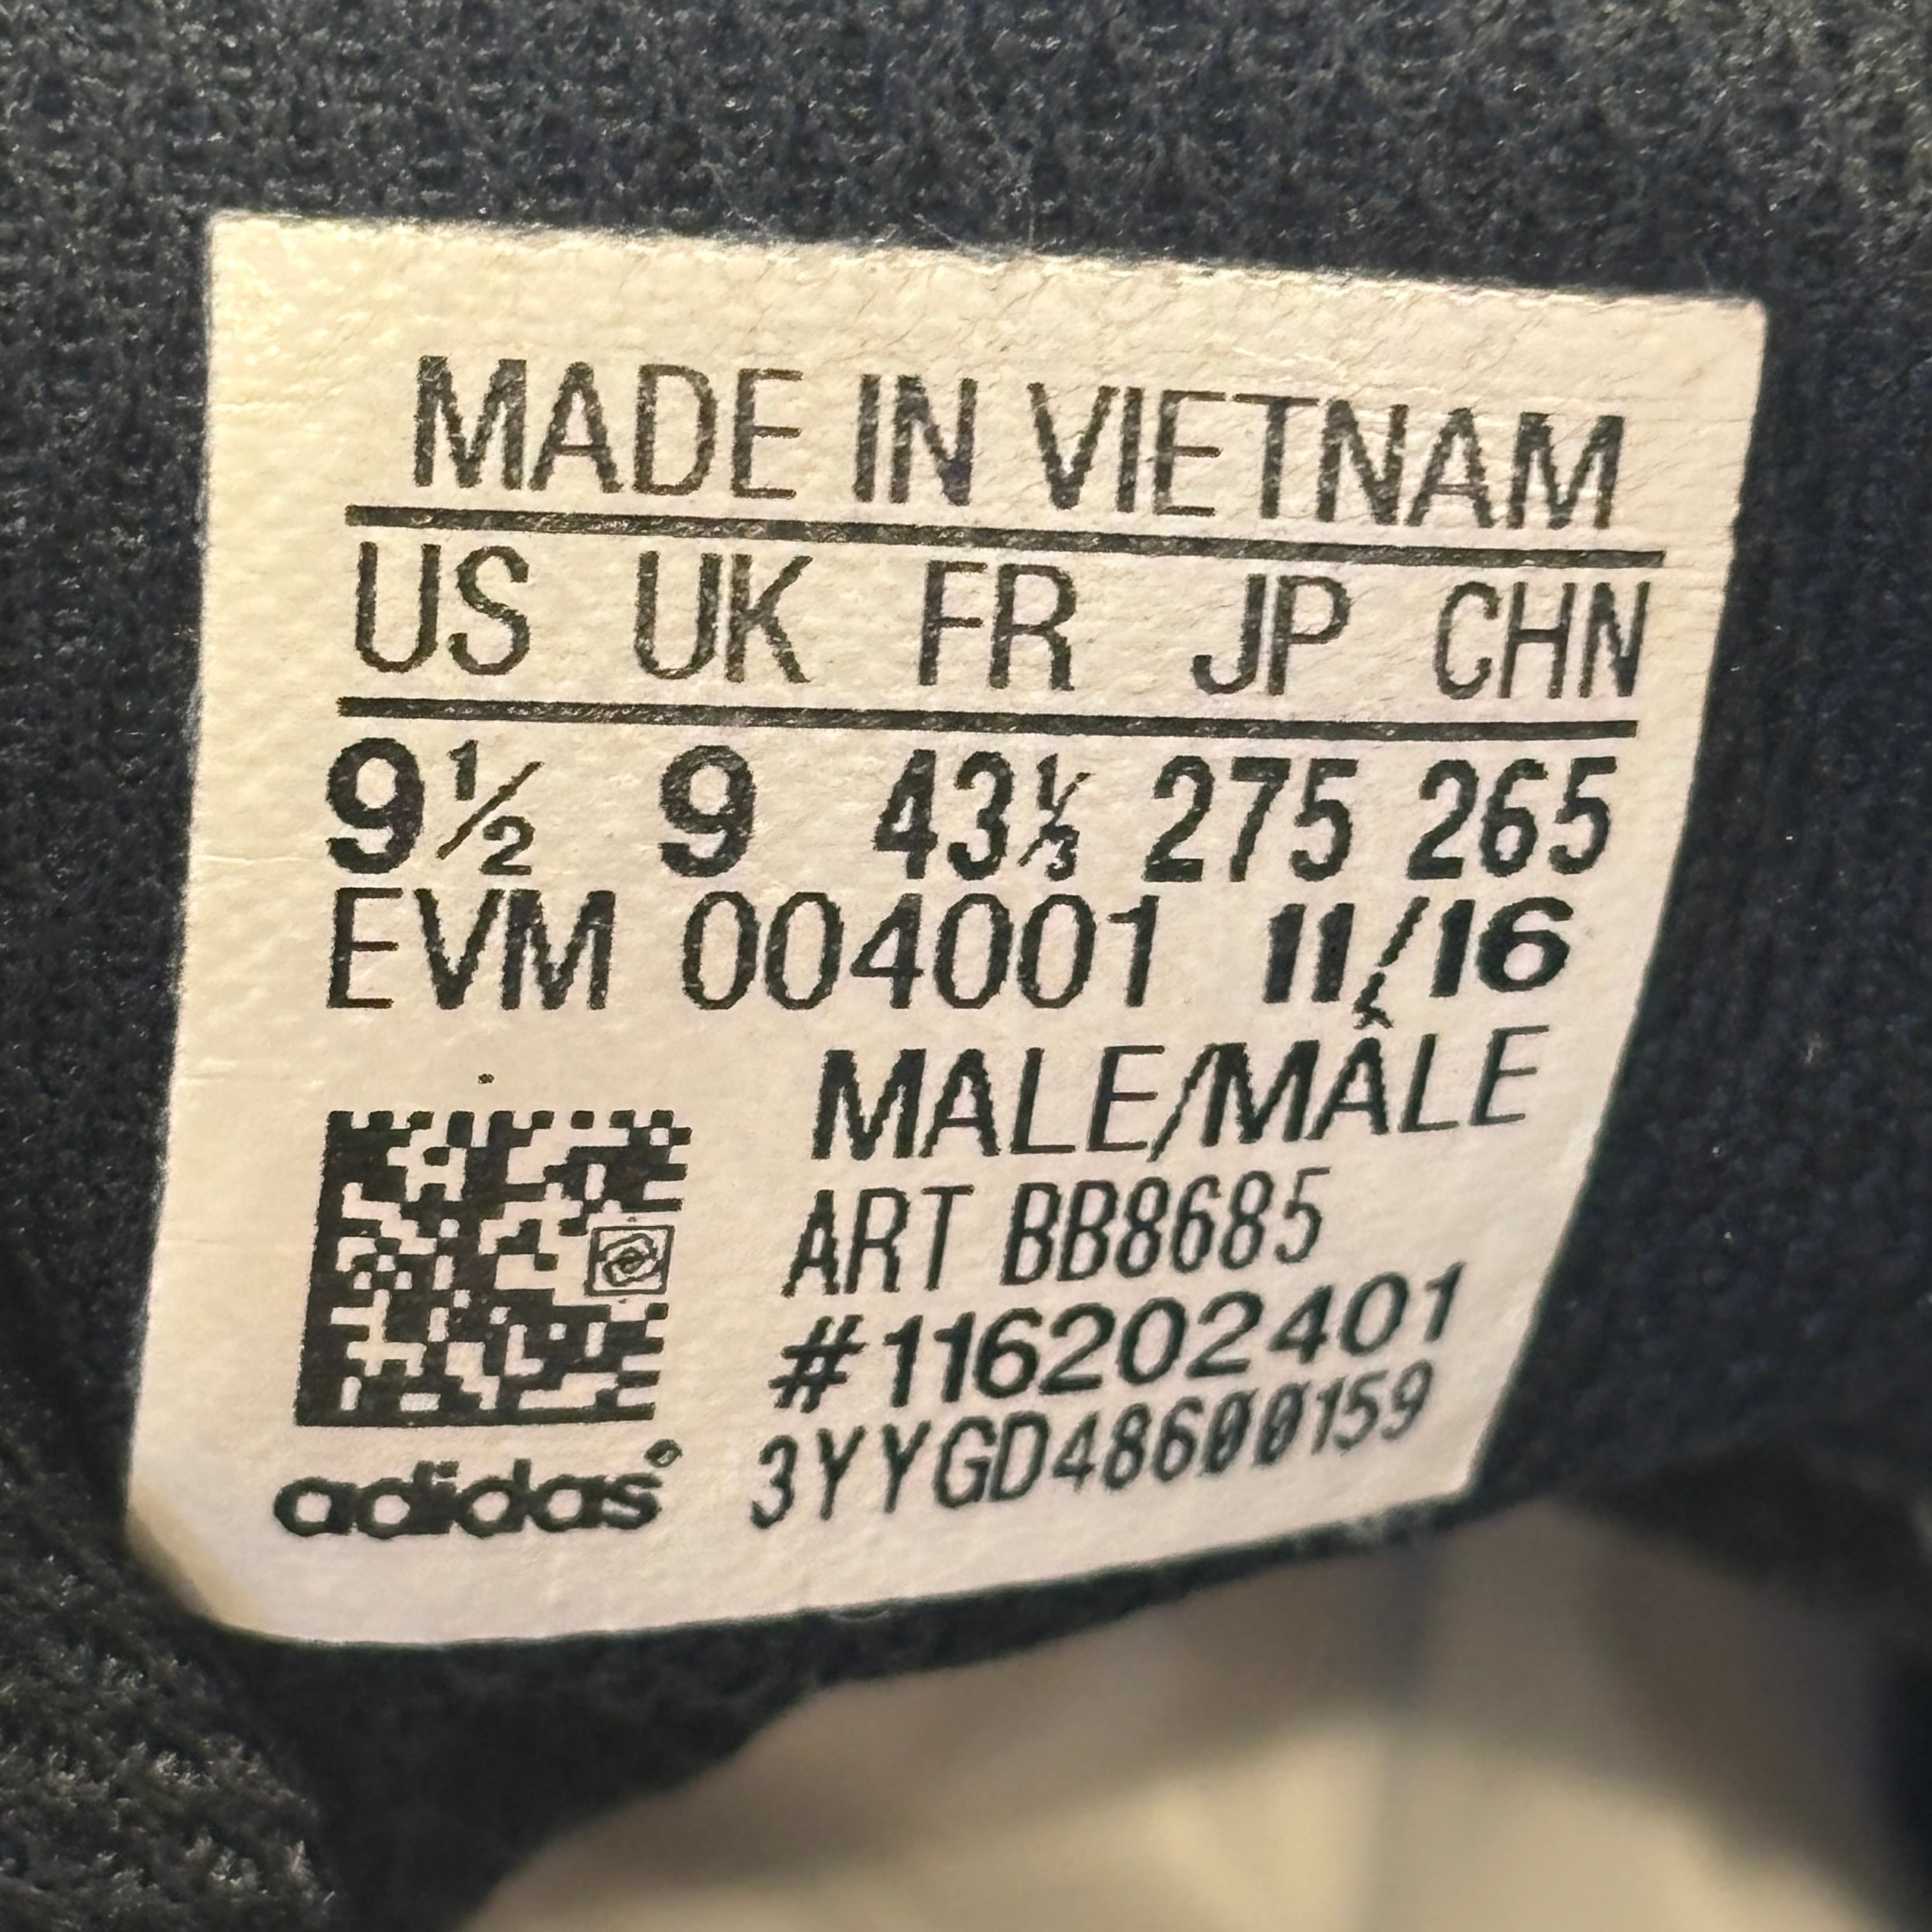 MADE IN VIETNAM
US UK FR JP CHN
9½ 9 43⅓ 275 265
EVM 004001 11/16
MALE/MÂLE
ART BB8685
#116202401
3YYGD48600159
adidas